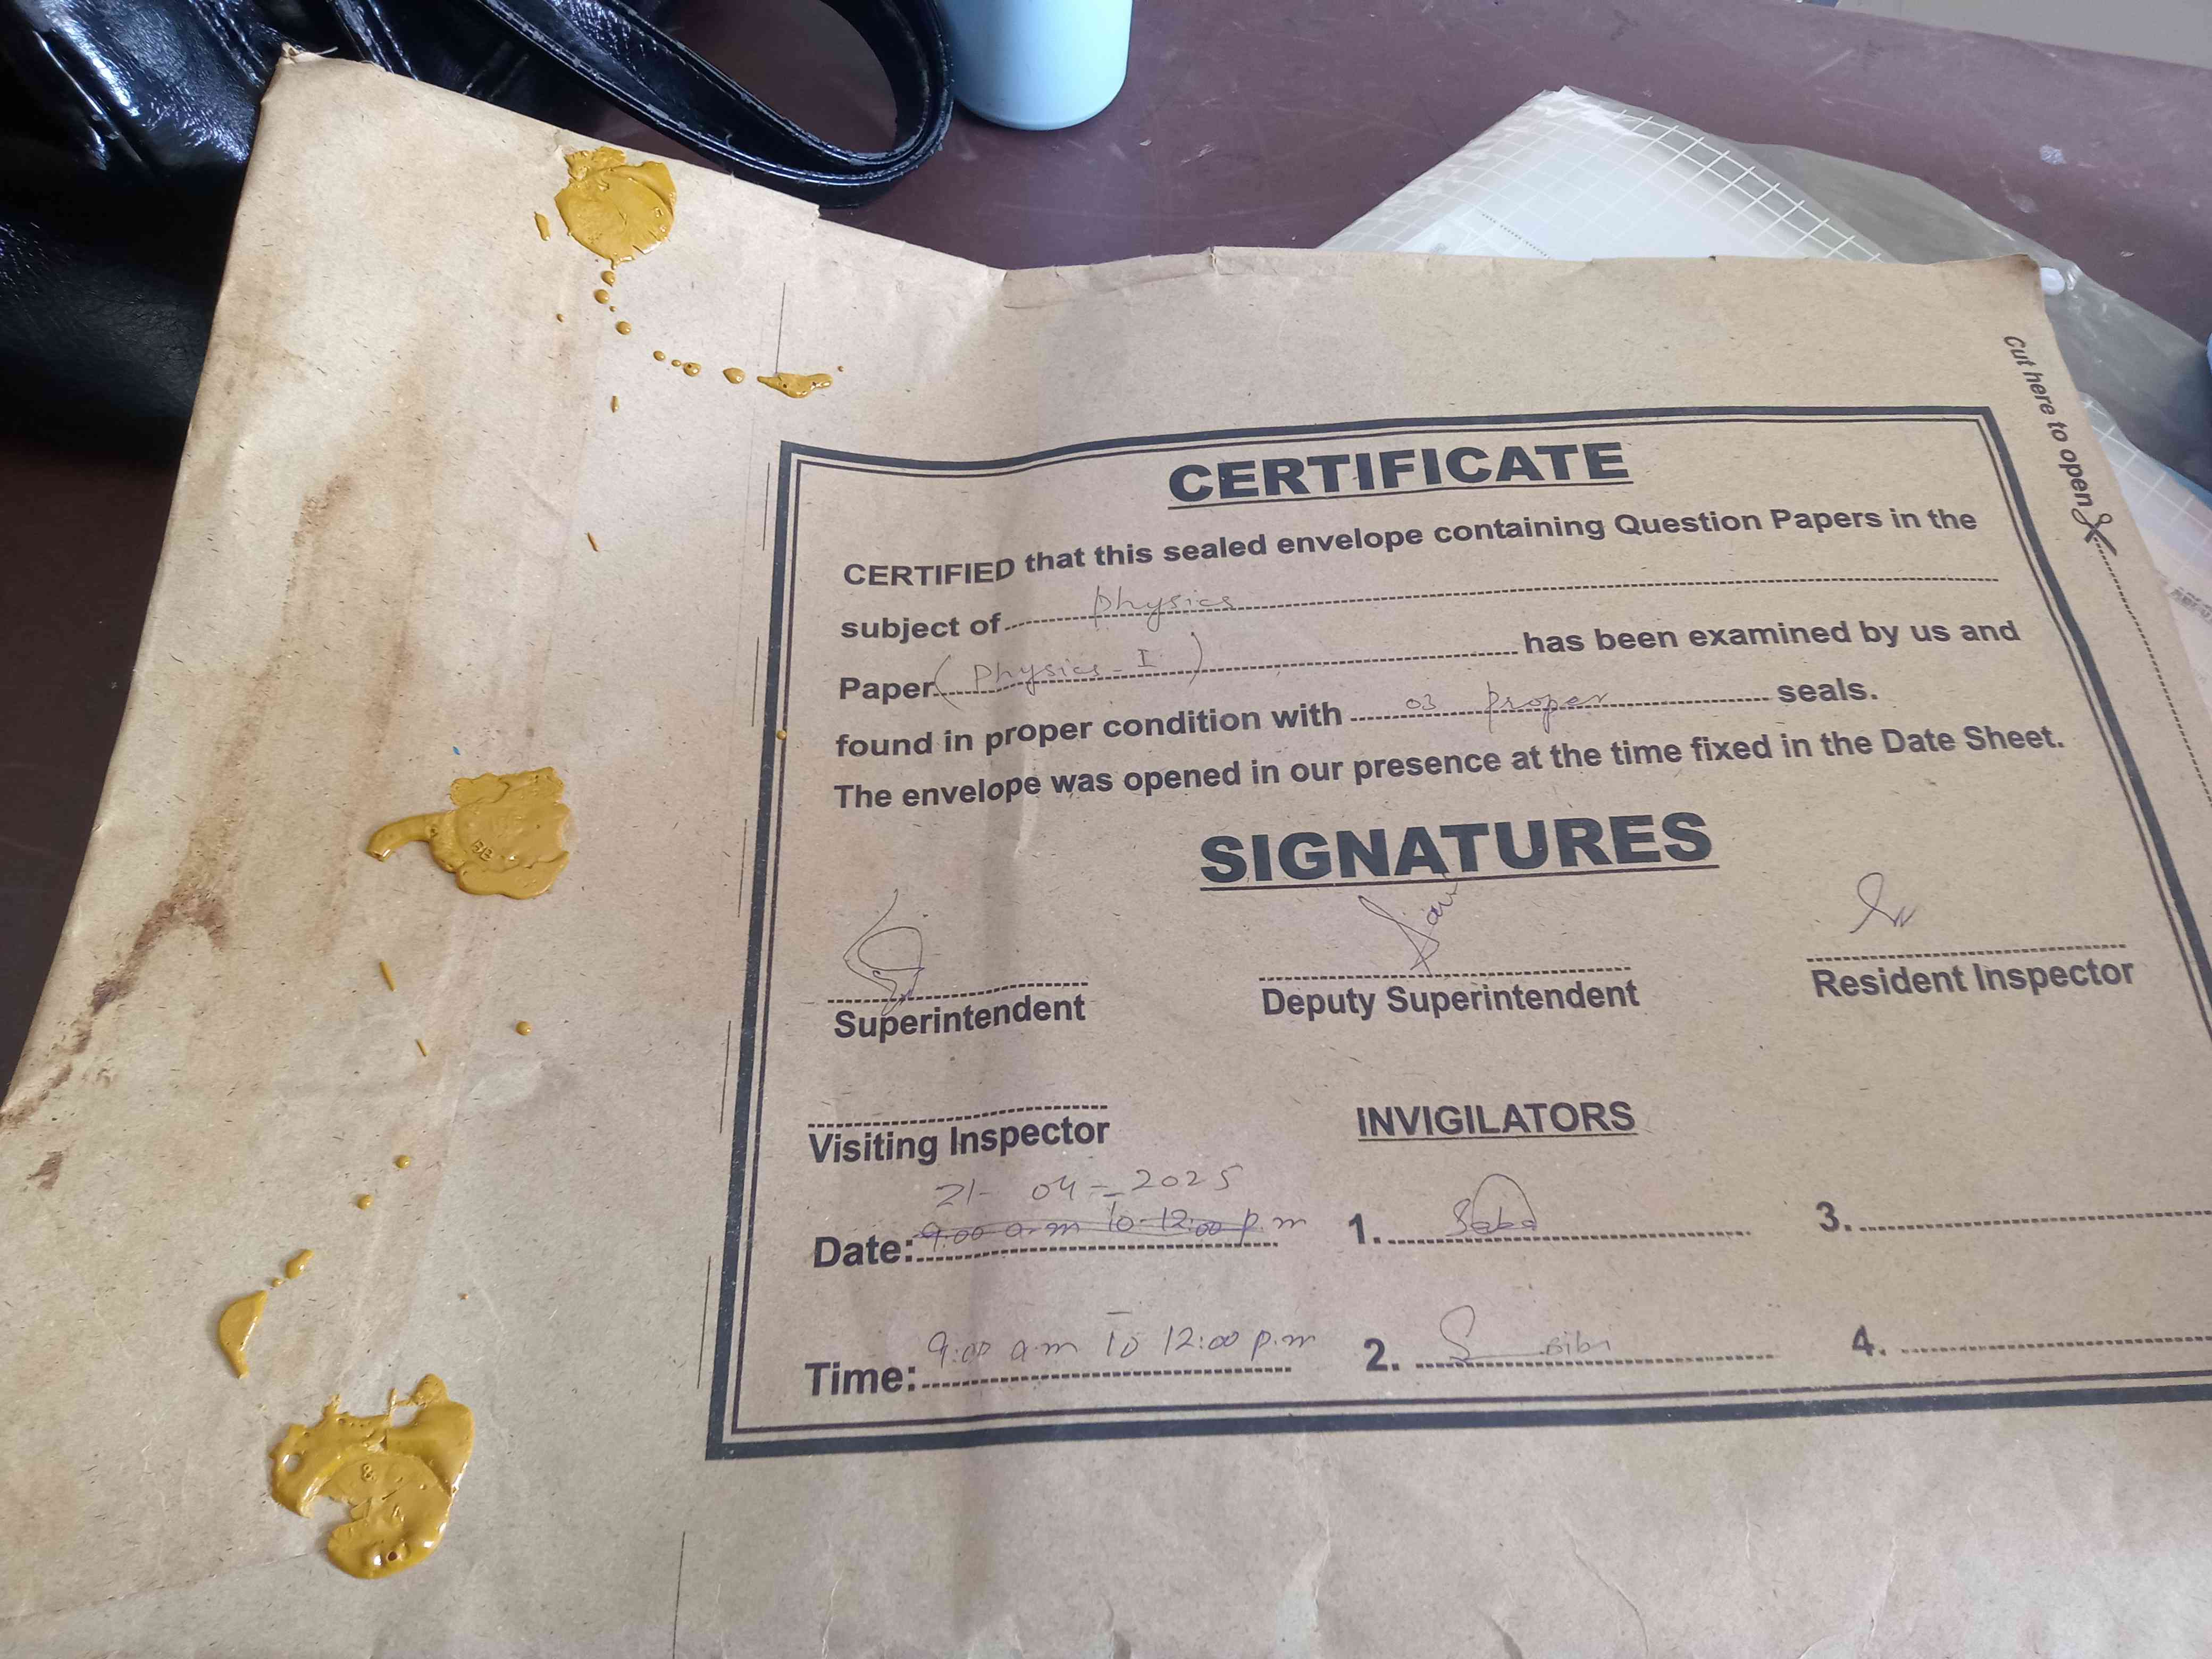 Cut here to open
CERTIFICATE
CERTIFIED that this sealed envelope containing Question Papers in the
subject of physics
Paper (Physics-I) has been examined by us and
found in proper condition with 03 proper seals.
The envelope was opened in our presence at the time fixed in the Date Sheet.
SIGNATURES
Superintendent Deputy Superintendent Resident Inspector
Visiting Inspector INVIGILATORS
21-04-2025
Date: 9:00 a.m To 12:00 p.m 1. Saba 3.
Time: 9:00 a.m To 12:00 p.m 2. S Bibi 4.